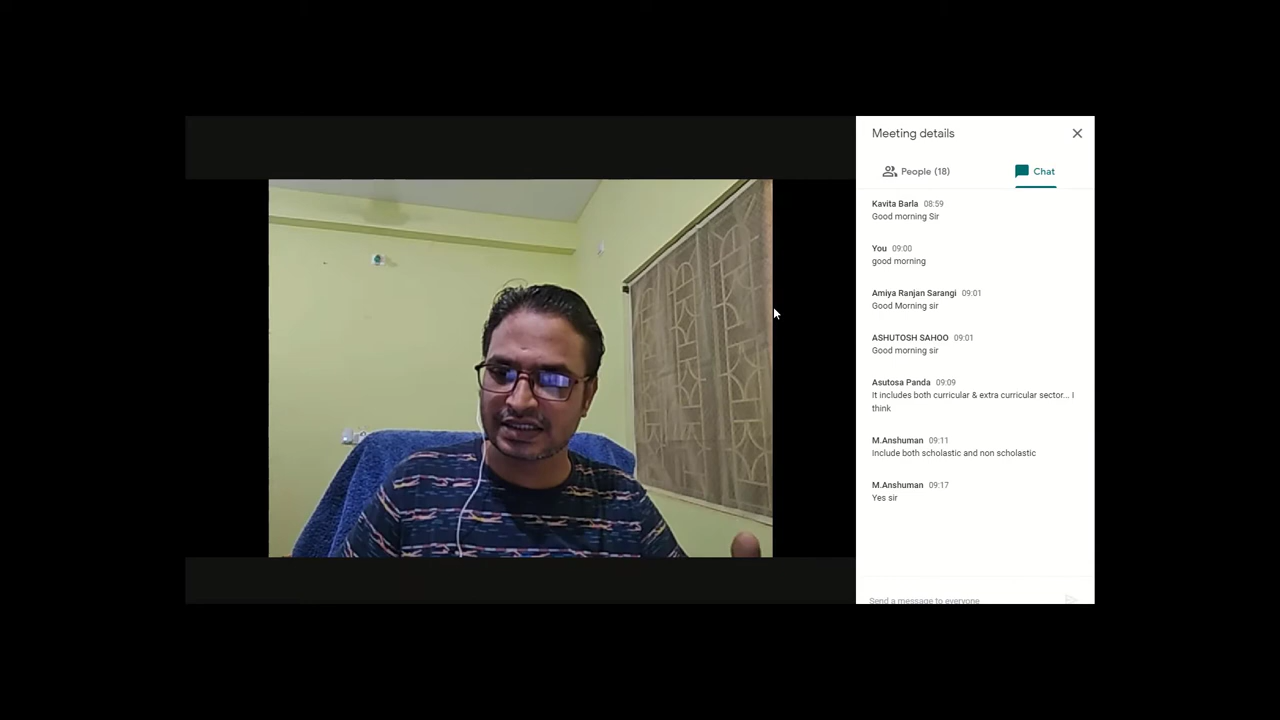 Meeting details
People (18)
Chat
Kavita Barla 08:59
Good morning Sir
You 09:00
good morning
Amiya Ranjan Sarangi 09:01
Good Morning sir
ASHUTOSH SAHOO 09:01
Good morning sir
Asutosa Panda 09:09
It includes both curricular & extra curricular sector... I
think
M.Anshuman 09:11
Include both scholastic and non scholastic
M.Anshuman 09:17
Yes sir
Send a message to everyone